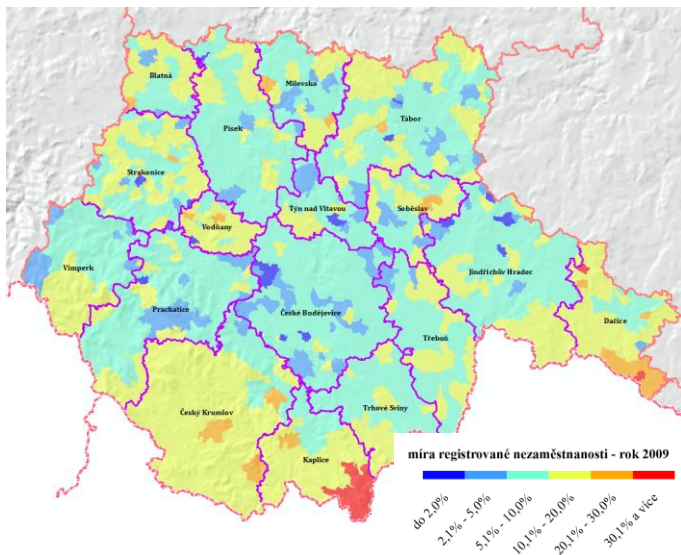 Blatná
Milevsko
Tábor
Písek
Strakonice
Týn nad Vltavou
Soběslav
Vodňany
Vimperk
Jindřichův Hradec
Prachatice
České Budějovice
Dačice
Třeboň
Český Krumlov
Trhové Sviny
Kaplice
míra registrované nezaměstnanosti - rok 2009
do 2,0%
2,1% - 5,0%
5,1% - 10,0%
10,1% - 20,0%
20,1% - 30,0%
30,1% a více